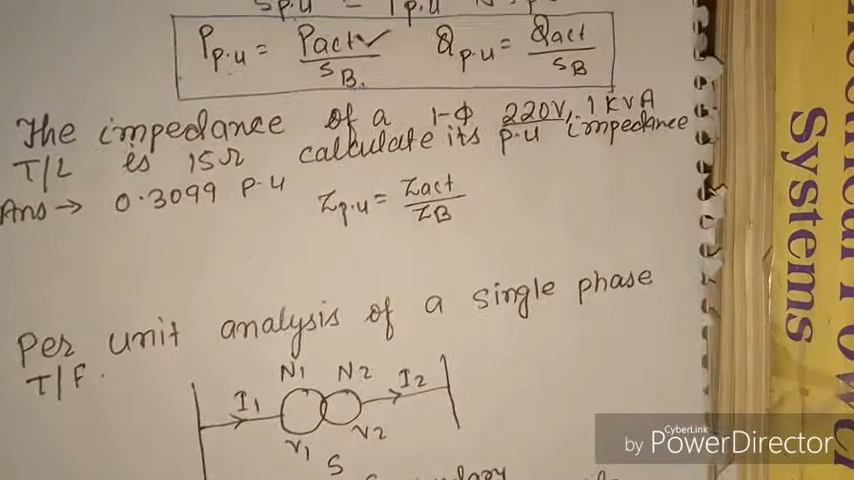 Pp.u = Pact✓/SB. Qp.u = Qact/SB
The impedance of a 1-Φ 220V, 1KVA
T/L is 15Ω calculate its p.u impedance
Ans → 0.3099 p.u Zp.u = Zact/ZB
Per unit analysis of a single phase
T/F.
N1 N2
I1 I2
V1 V2
S
Systems
CyberLink
by PowerDirector